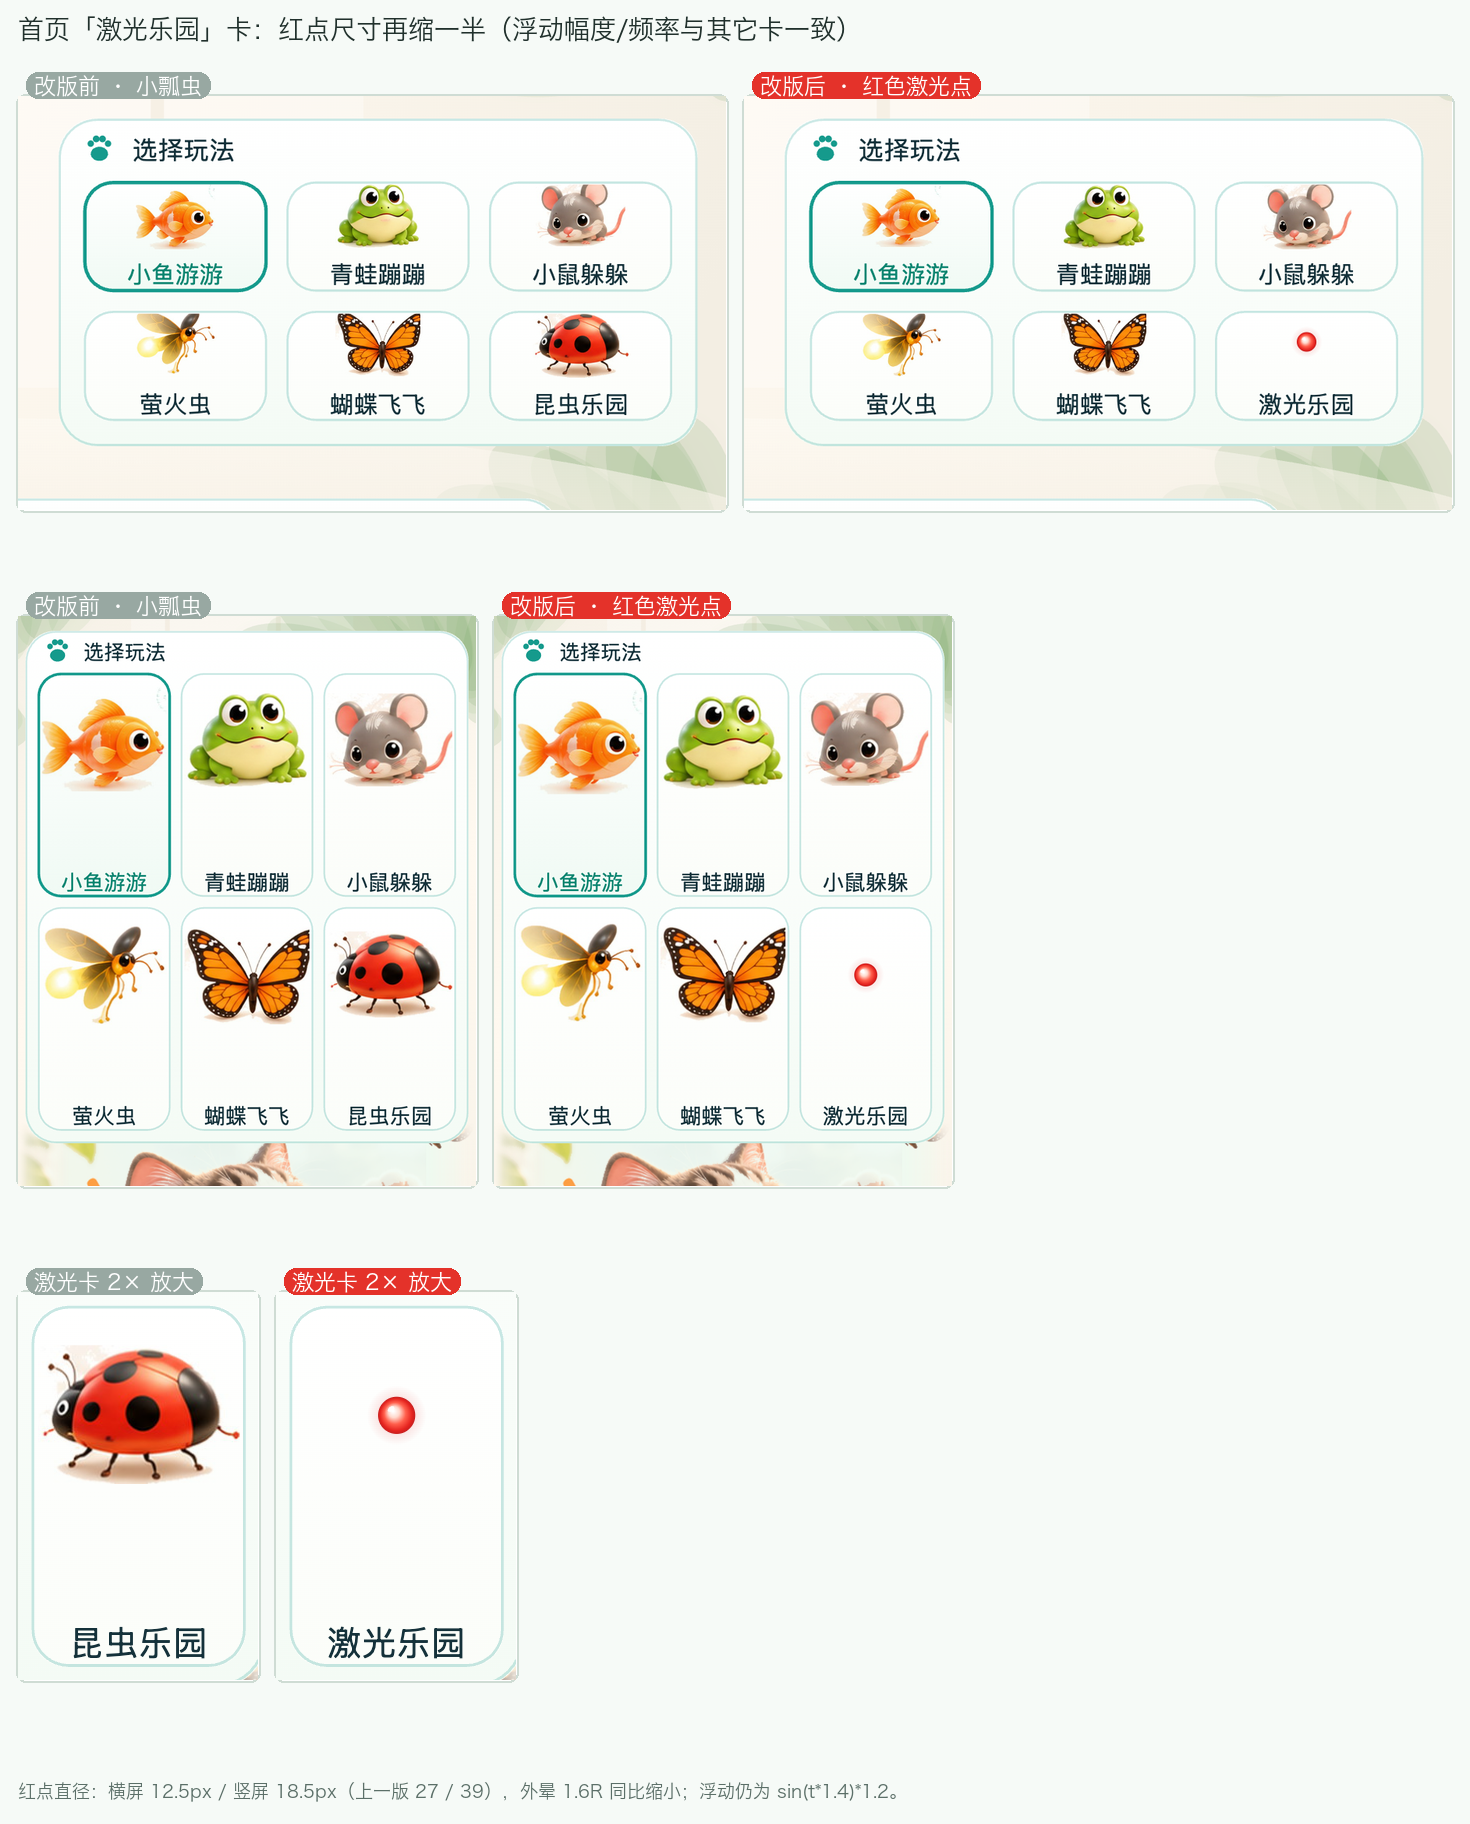 首页「激光乐园」卡：红点尺寸再缩一半（浮动幅度/频率与其它卡一致）
改版前 · 小瓢虫
改版后 · 红色激光点
选择玩法
选择玩法
小鱼游游
青蛙蹦蹦
小鼠躲躲
小鱼游游
青蛙蹦蹦
小鼠躲躲
萤火虫
蝴蝶飞飞
昆虫乐园
萤火虫
蝴蝶飞飞
激光乐园
改版前 · 小瓢虫
改版后 · 红色激光点
选择玩法
选择玩法
小鱼游游
青蛙蹦蹦
小鼠躲躲
小鱼游游
青蛙蹦蹦
小鼠躲躲
萤火虫
蝴蝶飞飞
昆虫乐园
萤火虫
蝴蝶飞飞
激光乐园
激光卡 2× 放大
激光卡 2× 放大
昆虫乐园
激光乐园
红点直径：横屏 12.5px / 竖屏 18.5px（上一版 27 / 39），外晕 1.6R 同比缩小；浮动仍为 sin(t*1.4)*1.2。